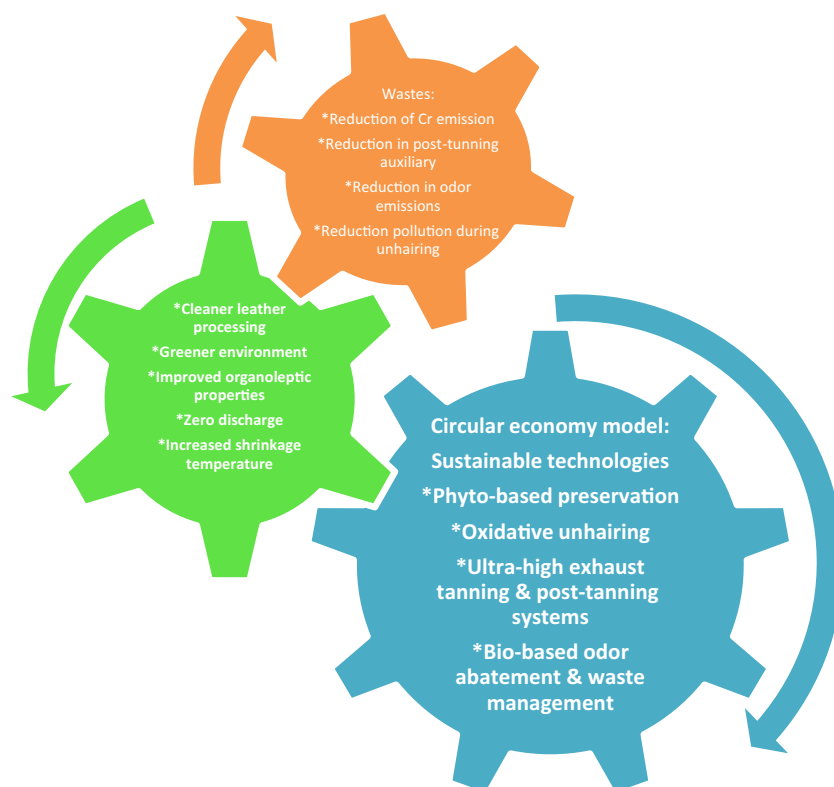 Wastes:
*Reduction of Cr emission
*Reduction in post-tunning
auxiliary
*Reduction in odor
emissions
*Reduction pollution during
unhairing
*Cleaner leather
processing
*Greener environment
*Improved organoleptic
properties
*Zero discharge
*Increased shrinkage
temperature
Circular economy model:
Sustainable technologies
*Phyto-based preservation
*Oxidative unhairing
*Ultra-high exhaust
tanning & post-tanning
systems
*Bio-based odor
abatement & waste
management